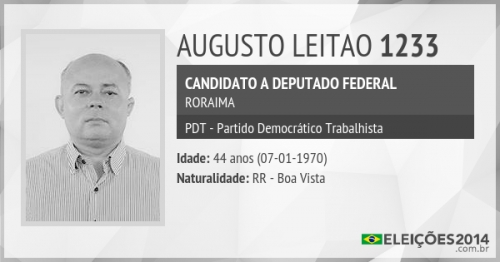 AUGUSTO LEITAO 1233
CANDIDATO A DEPUTADO FEDERAL
RORAIMA
PDT - Partido Democrático Trabalhista
Idade: 44 anos (07-01-1970)
Naturalidade: RR - Boa Vista
ELEIÇÕES2014
.com.br